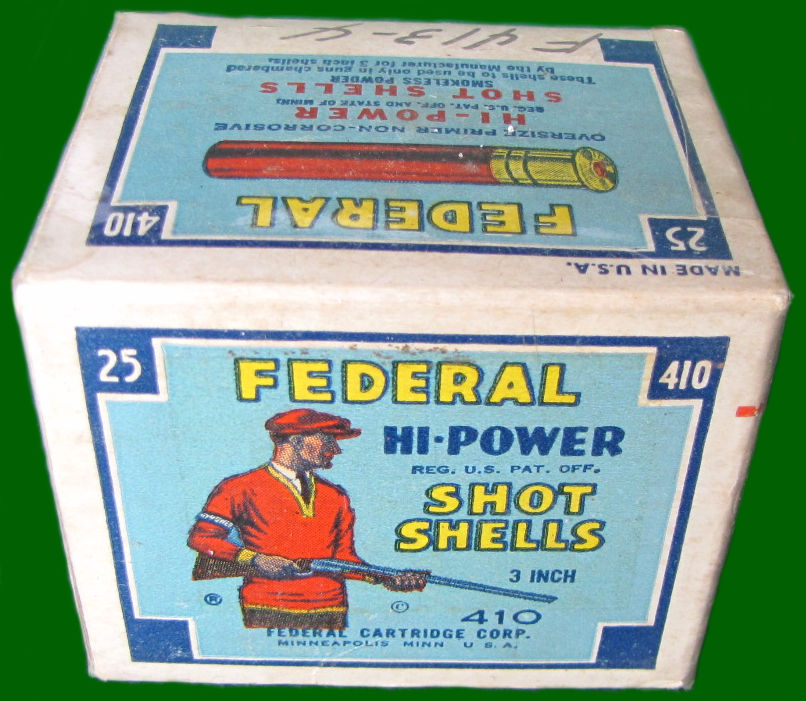 F 413-4
These shells to be used only in guns chambered
by the Manufacturer for 3 inch shells.
SMOKELESS POWDER
SHOT SHELLS
REG. U.S. PAT. OFF. AND STATE OF MINN.
HI-POWER
OVERSIZE PRIMER NON-CORROSIVE
FEDERAL
410
25
MADE IN U.S.A.
25
410
FEDERAL
HI-POWER
REG. U.S. PAT. OFF.
SHOT
SHELLS
3 INCH
®
©
410
FEDERAL CARTRIDGE CORP.
MINNEAPOLIS MINN U.S.A.